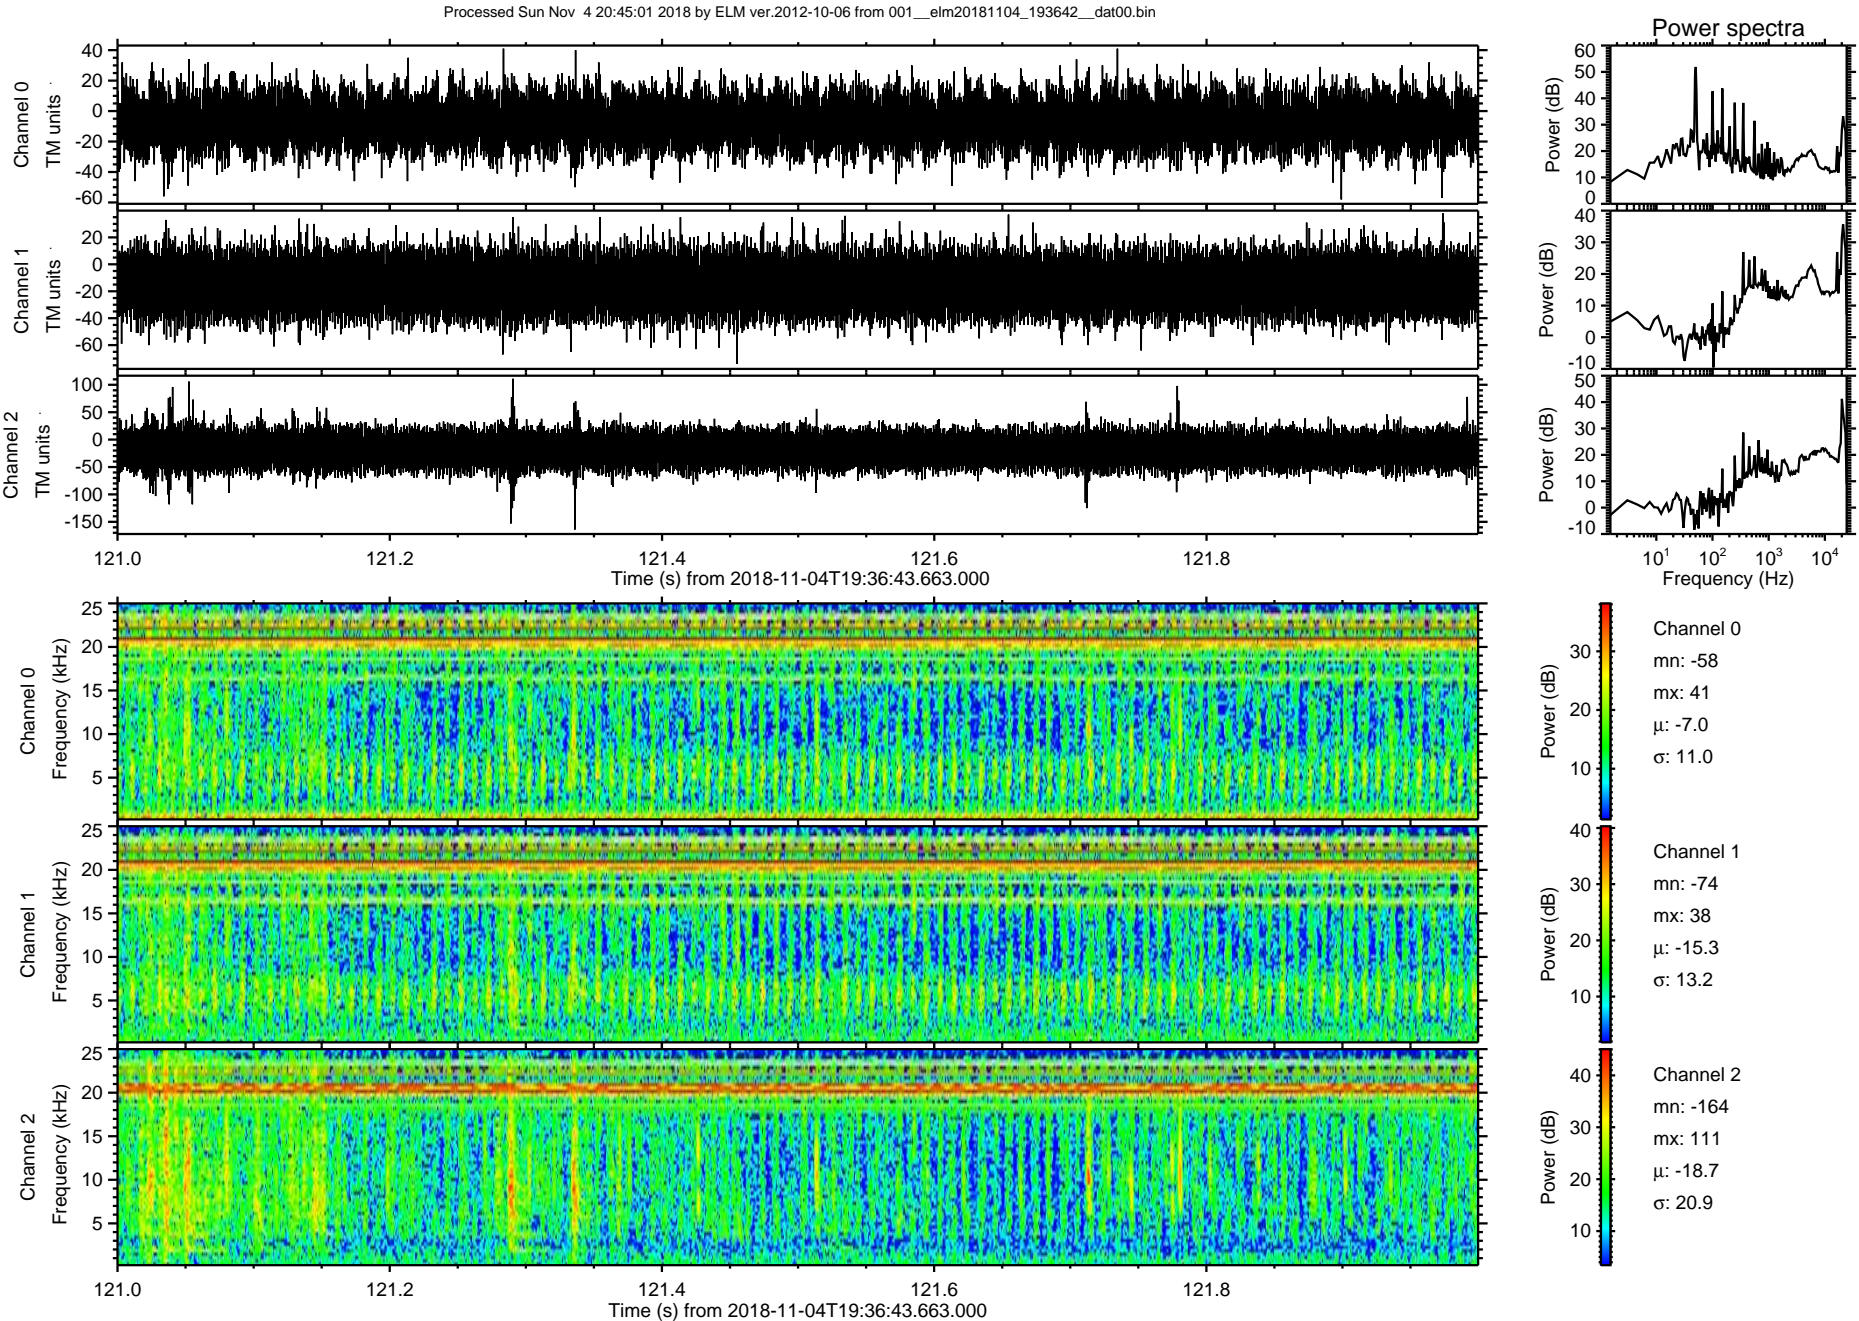 Processed Sun Nov  4 20:45:01 2018 by ELM ver.2012-10-06 from 001__elm20181104_193642__dat00.bin
Power spectra
Channel 0
TM units
40
20
0
-20
-40
-60
Power (dB)
60
50
40
30
20
10
0
Channel 1
TM units
20
0
-20
-40
-60
Power (dB)
40
30
20
10
0
-10
Channel 2
TM units
100
50
0
-50
-100
-150
Power (dB)
50
40
30
20
10
0
-10
121.0 121.2 121.4 121.6 121.8
Time (s) from 2018-11-04T19:36:43.663.000
10^1 10^2 10^3 10^4
Frequency (Hz)
Channel 0
Frequency (kHz)
25
20
15
10
5
Power (dB)
30
20
10
Channel 0
mn: -58
mx: 41
μ: -7.0
σ: 11.0
Channel 1
Frequency (kHz)
25
20
15
10
5
Power (dB)
40
30
20
10
Channel 1
mn: -74
mx: 38
μ: -15.3
σ: 13.2
Channel 2
Frequency (kHz)
25
20
15
10
5
Power (dB)
40
30
20
10
Channel 2
mn: -164
mx: 111
μ: -18.7
σ: 20.9
121.0 121.2 121.4 121.6 121.8
Time (s) from 2018-11-04T19:36:43.663.000